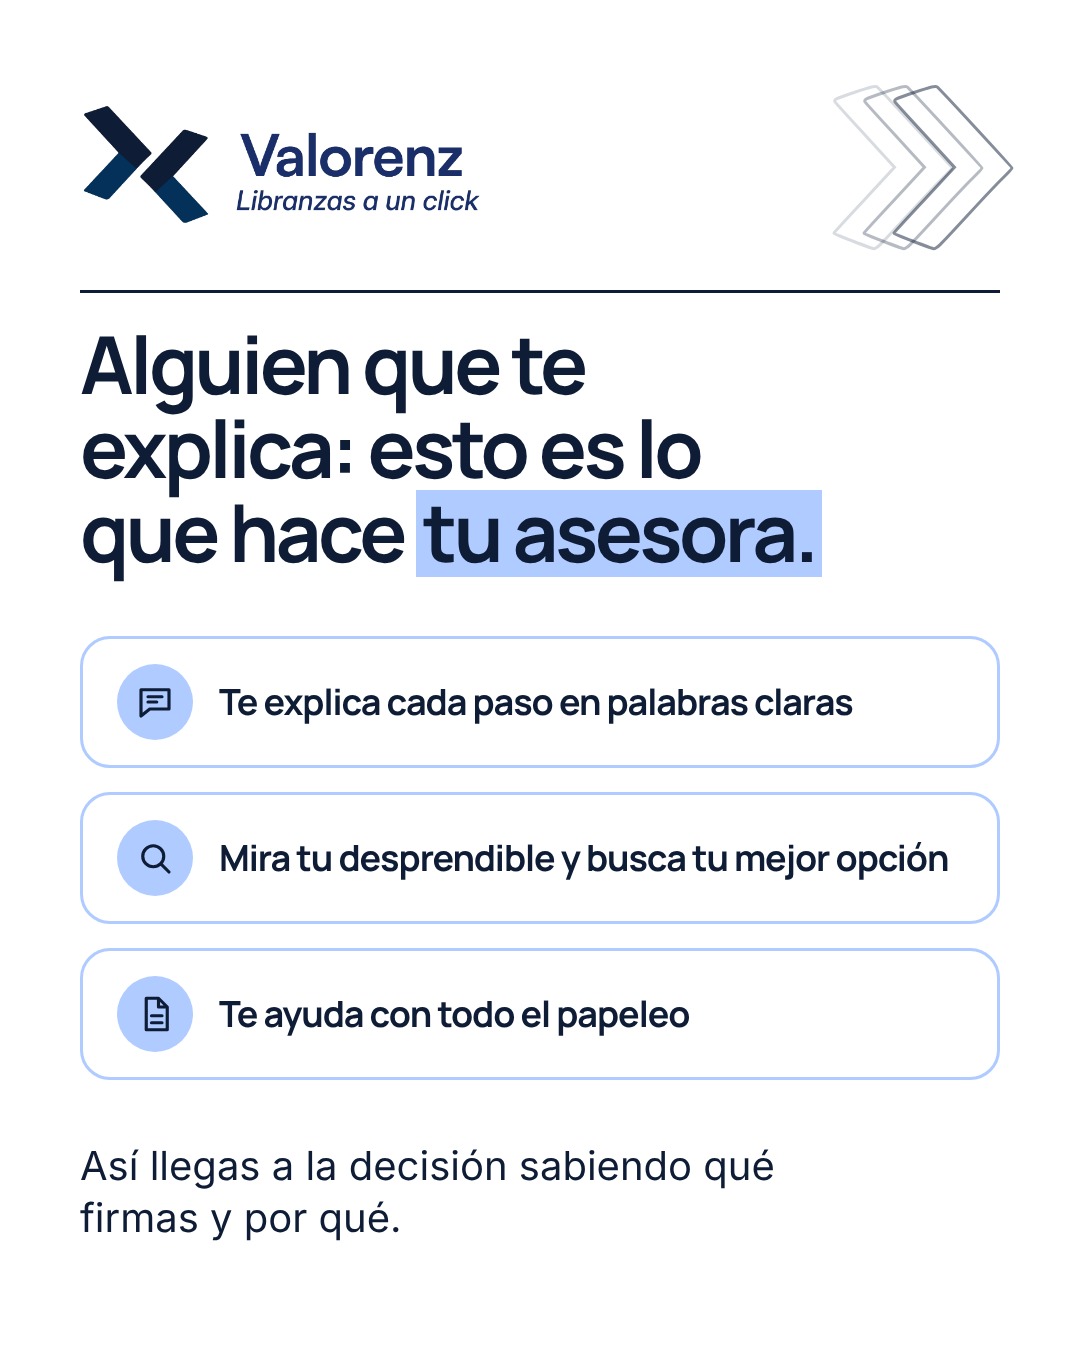 Valorenz
Libranzas a un click
Alguien que te
explica: esto es lo
que hace tu asesora.
Te explica cada paso en palabras claras
Mira tu desprendible y busca tu mejor opción
Te ayuda con todo el papeleo
Así llegas a la decisión sabiendo qué
firmas y por qué.